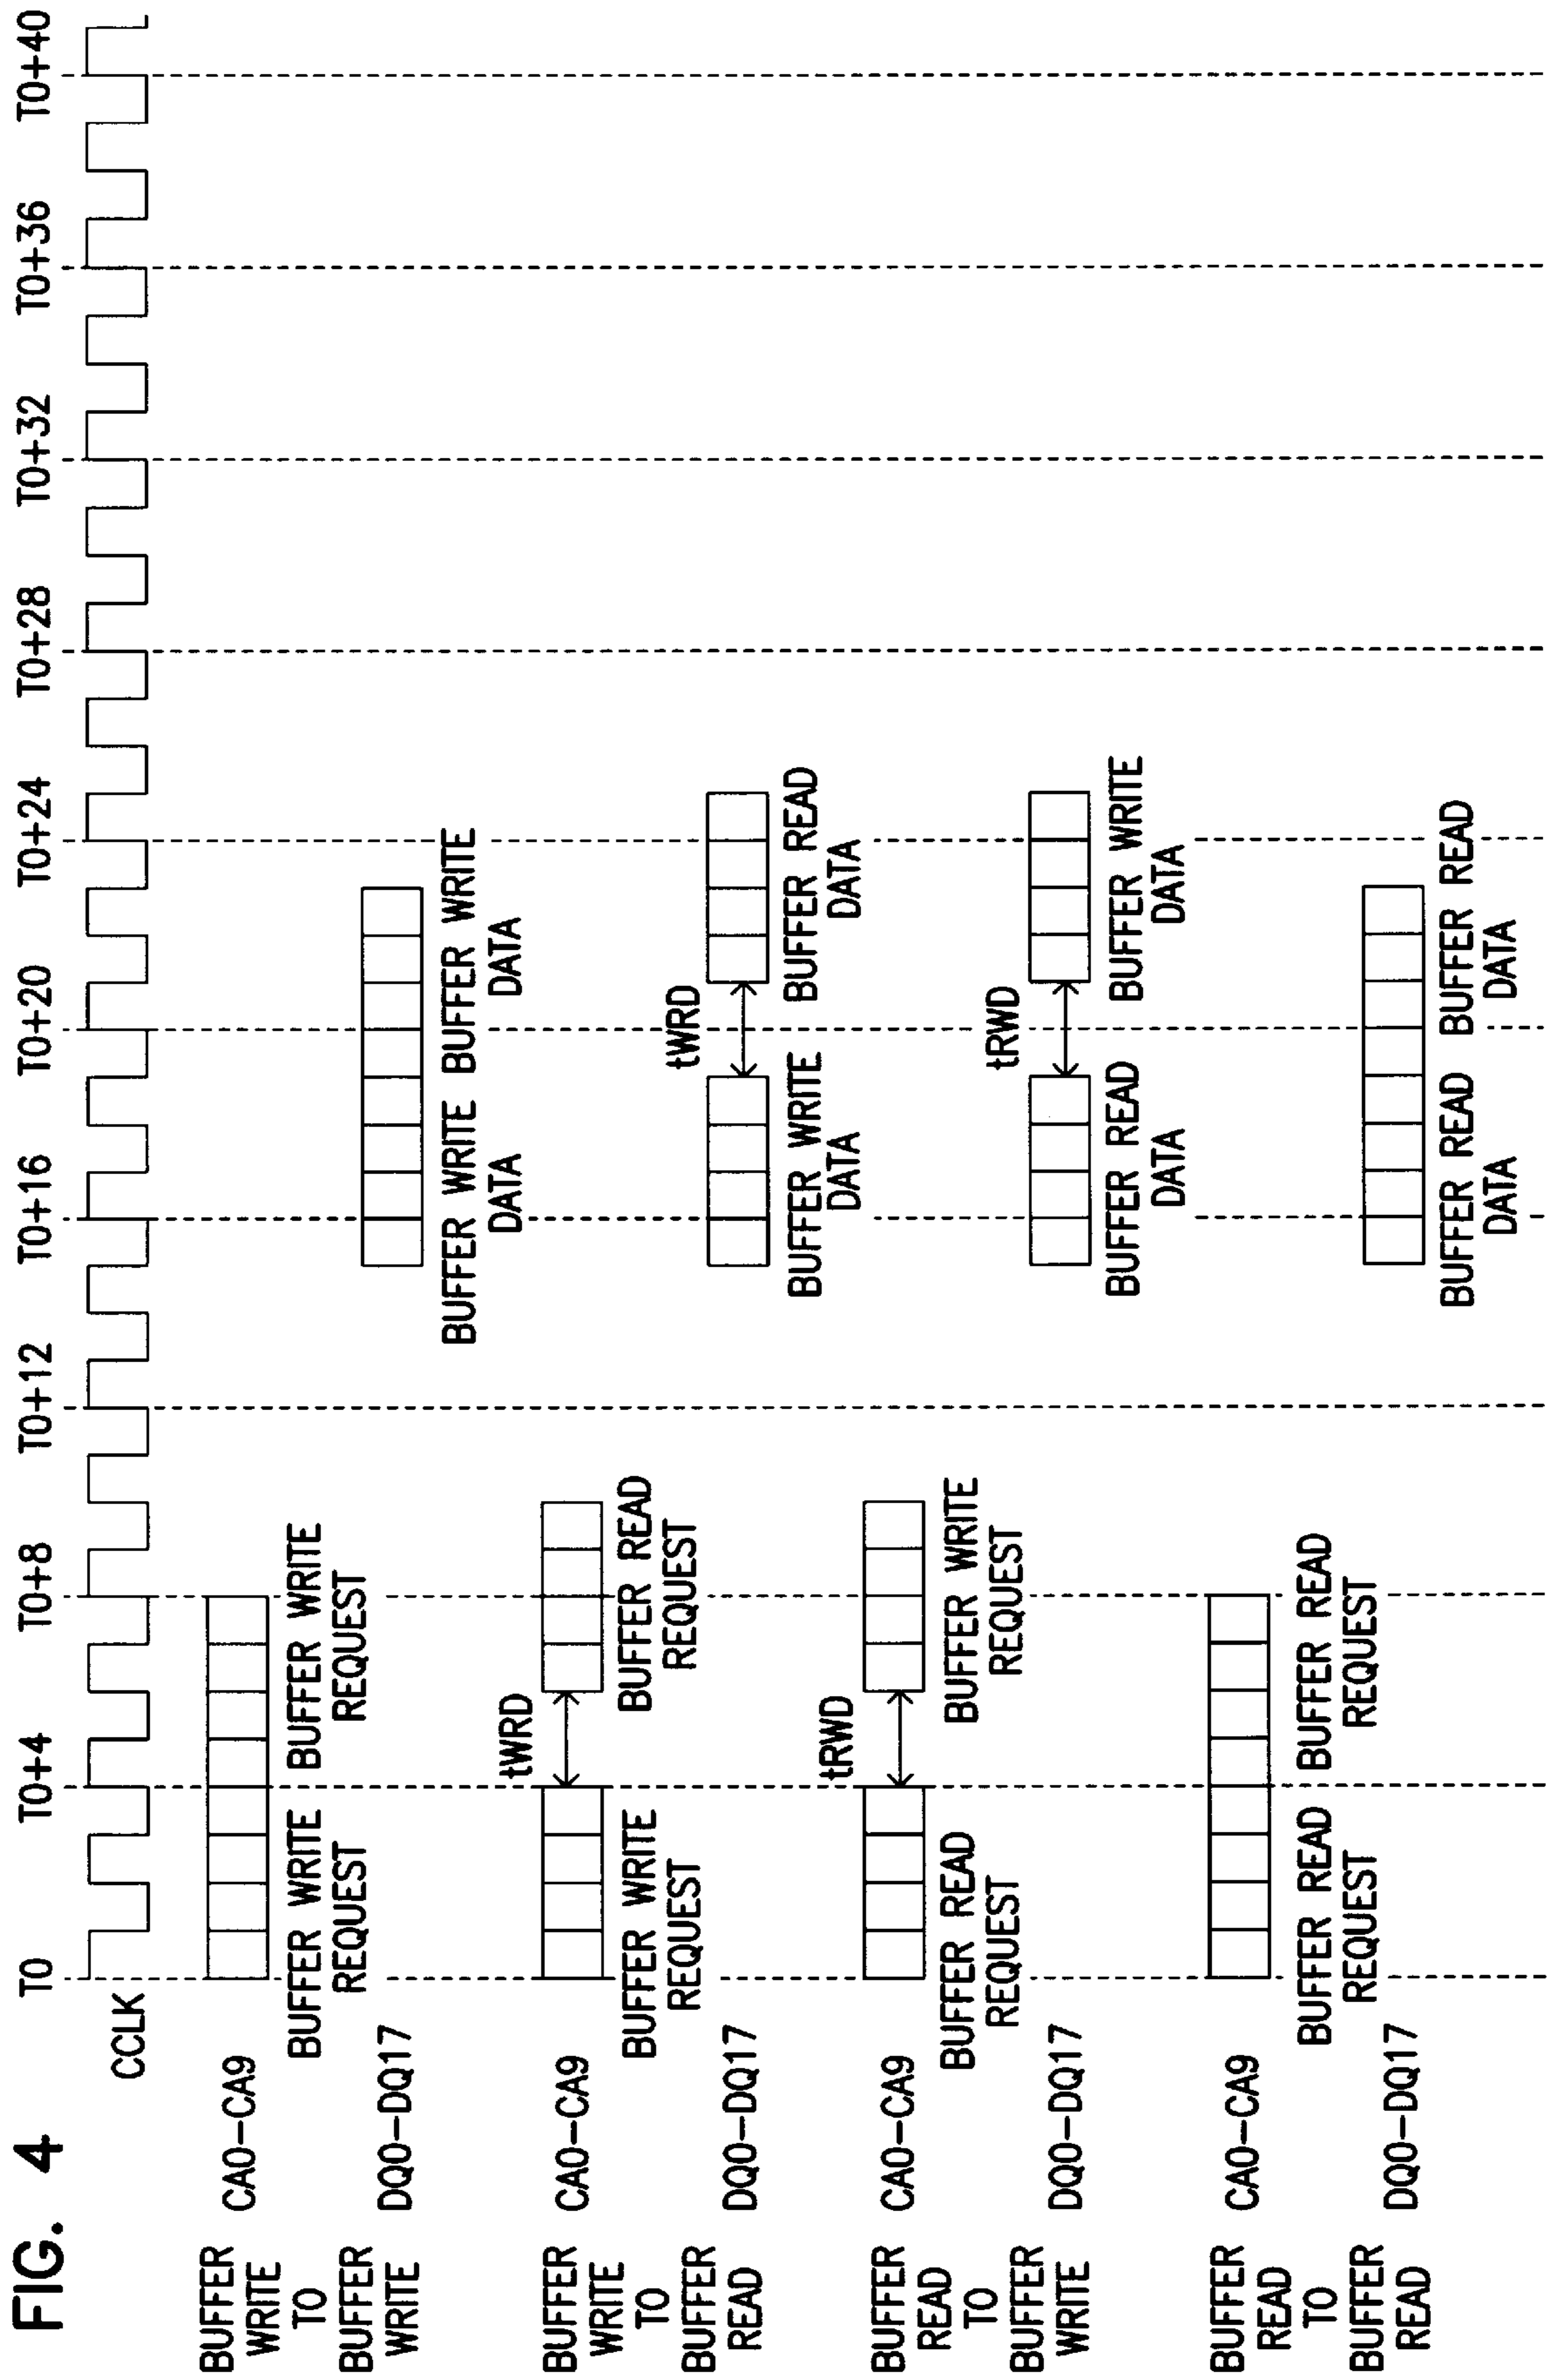 FIG. 4
T0 T0+4 T0+8 T0+12 T0+16 T0+20 T0+24 T0+28 T0+32 T0+36 T0+40
CCLK
BUFFER
WRITE
TO
BUFFER
WRITE
CA0-CA9
BUFFER WRITE BUFFER WRITE
REQUEST REQUEST
DQ0-DQ17
BUFFER WRITE BUFFER WRITE
DATA DATA
BUFFER
WRITE
TO
BUFFER
READ
CA0-CA9
tWRD
BUFFER WRITE BUFFER READ
REQUEST REQUEST
DQ0-DQ17
tWRD
BUFFER WRITE BUFFER READ
DATA DATA
BUFFER
READ
TO
BUFFER
WRITE
CA0-CA9
tRWD
BUFFER READ BUFFER WRITE
REQUEST REQUEST
DQ0-DQ17
tRWD
BUFFER READ BUFFER WRITE
DATA DATA
BUFFER
READ
TO
BUFFER
READ
CA0-CA9
BUFFER READ BUFFER READ
REQUEST REQUEST
DQ0-DQ17
BUFFER READ BUFFER READ
DATA DATA